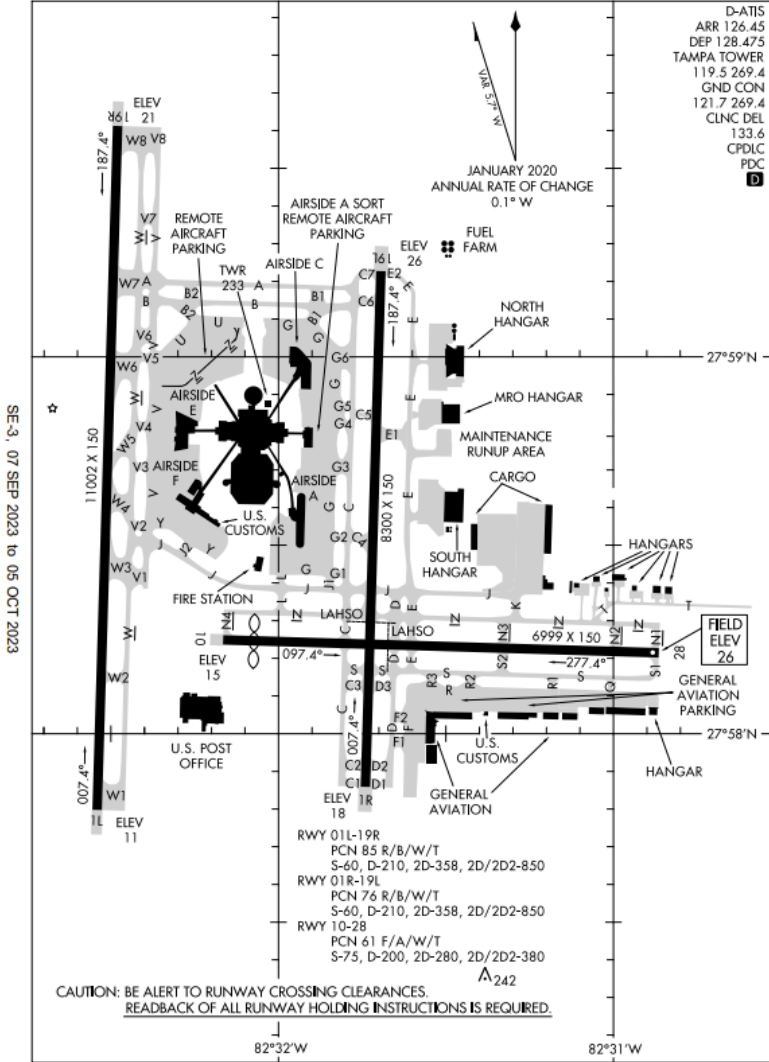 D-ATIS
ARR 126.45
DEP 128.475
TAMPA TOWER
119.5 269.4
GND CON
121.7 269.4
CLNC DEL
133.6
CPDLC
PDC
D
VAR 5.7° W
JANUARY 2020
ANNUAL RATE OF CHANGE
0.1° W
19R
ELEV
21
187.4°
W8 V8
V7
W
V
W7 A
B
B2
A
B
B1
B2
U
Y
U
Z
Z
B1
G
G
REMOTE
AIRCRAFT
PARKING
TWR
233
AIRSIDE C
AIRSIDE A SORT
REMOTE AIRCRAFT
PARKING
19L
ELEV
26
C7 E2
E
C6
187.4°
E
FUEL
FARM
NORTH
HANGAR
27°59'
V6
V
V5
W6
G6
G
W
V
AIRSIDE
E
V4
W5
G5
G4
C5
E
E1
MRO HANGAR
MAINTENANCE
RUNUP AREA
11002 X 150
V3
AIRSIDE
F
V
W4
V2
Y
J
J2
Y
J
G3
AIRSIDE
A
G
C
8300 X 150
E
CARGO
U.S.
CUSTOMS
G2
C4
SOUTH
HANGAR
HANGARS
W3
V1
FIRE STATION
G1
L
J
J1
J
L
N4
N
LAHSO
LAHSO
C
D
E
J
K
N
N3
6999 X 150
T
T
N2
N
N1
FIELD
ELEV
26
10
ELEV
15
097.4°
277.4°
28
S1
W
W2
S
S
D
E
C3
D3
C
R3
S
R
R2
S2
R1
S
Q
GENERAL
AVIATION
PARKING
U.S. POST
OFFICE
007.4°
F2
F
F1
D
U.S.
CUSTOMS
27°58'
HANGAR
C2
D2
C1
D1
1R
ELEV
18
GENERAL
AVIATION
007.4°
W1
1L
ELEV
11
RWY 01L-19R
PCN 85 R/B/W/T
S-60, D-210, 2D-358, 2D/2D2-850
RWY 01R-19L
PCN 76 R/B/W/T
S-60, D-210, 2D-358, 2D/2D2-850
RWY 10-28
PCN 61 F/A/W/T
S-75, D-200, 2D-280, 2D/2D2-380
242
CAUTION: BE ALERT TO RUNWAY CROSSING CLEARANCES.
READBACK OF ALL RUNWAY HOLDING INSTRUCTIONS IS REQUIRED.
82°32'W
82°31'W
SE-3, 07 SEP 2023 to 05 OCT 2023